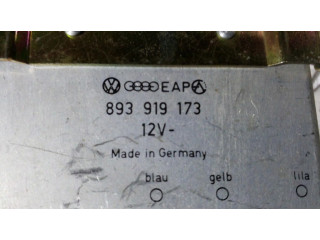 EAP
893 919 173
12V-
Made in Germany
blau gelb lila